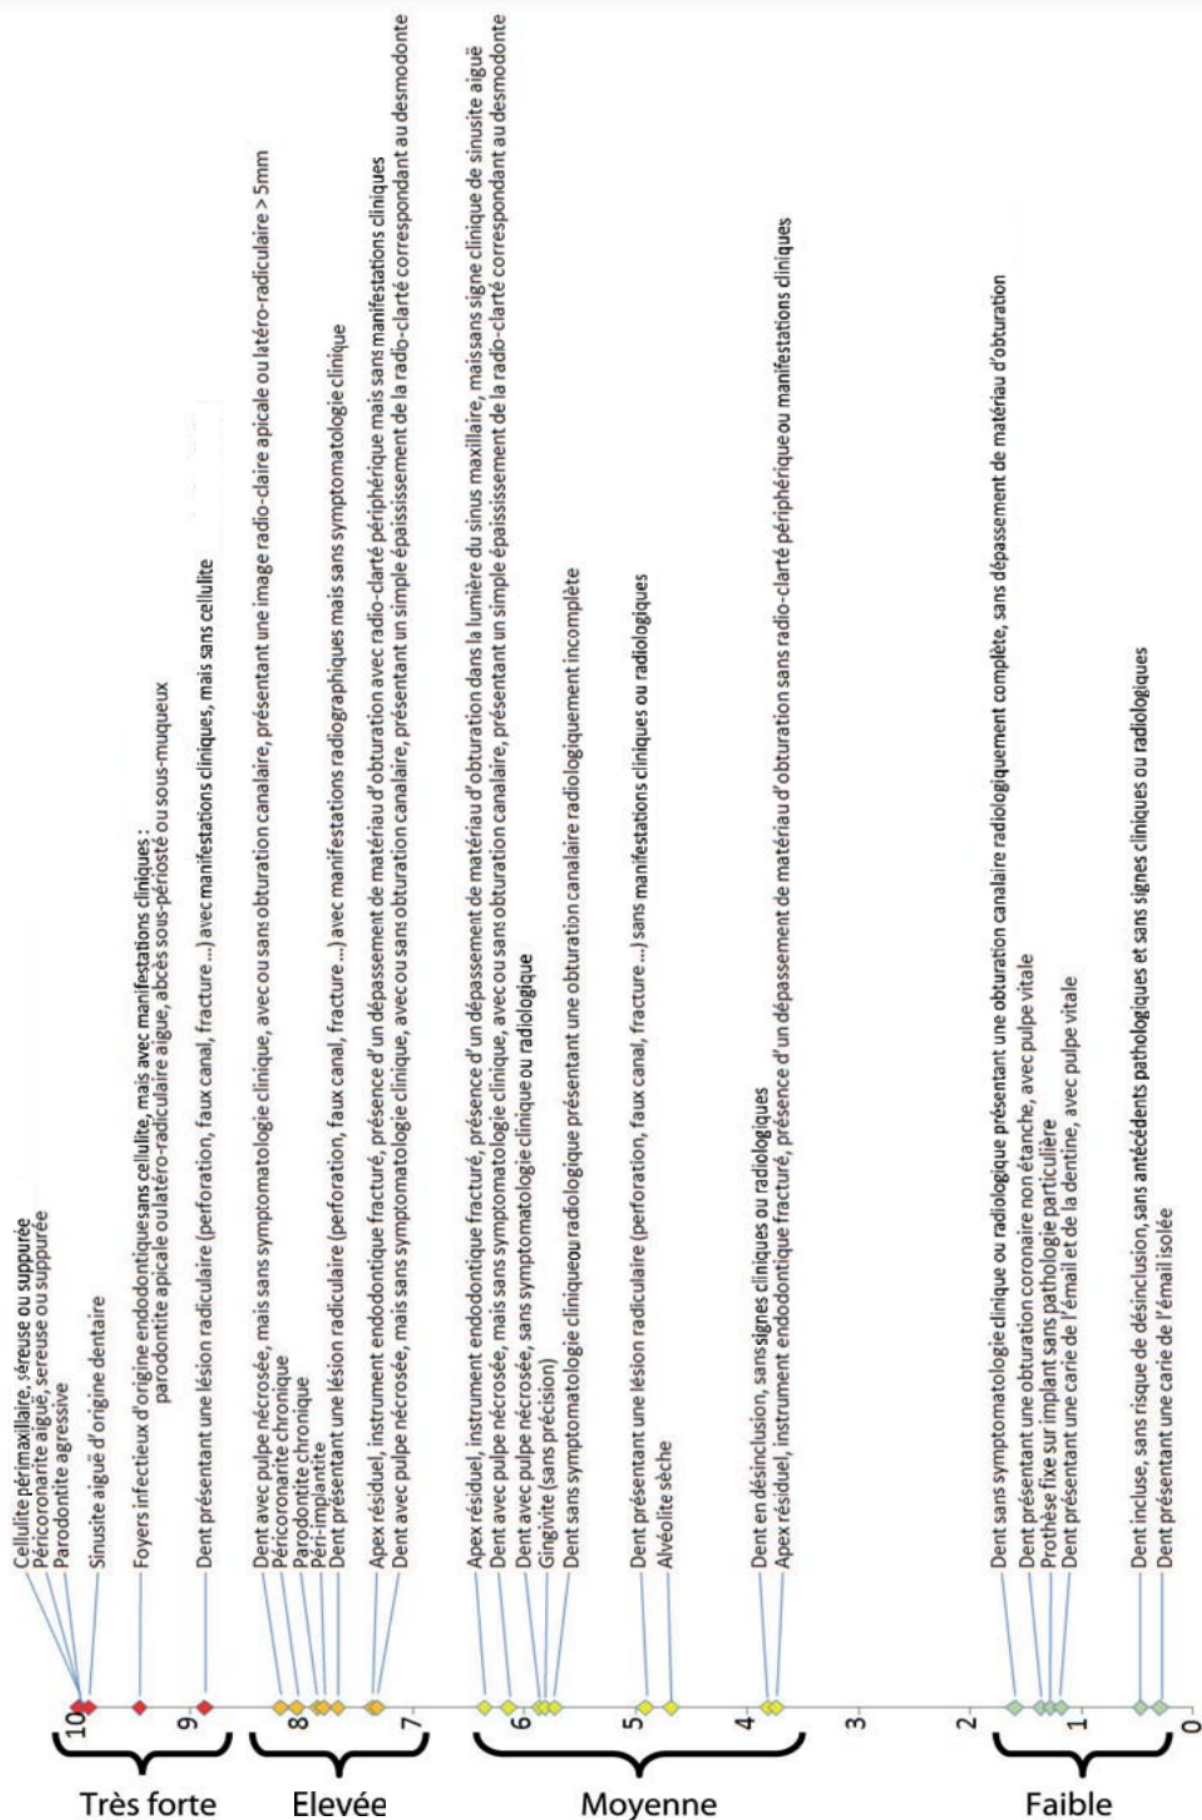 Cellulite périmaxillaire, séreuse ou suppurée
Péricoronarite aiguë, sereuse ou suppurée
Parodontite agressive
Sinusite aiguë d'origine dentaire
Foyers infectieux d'origine endodontique sans cellulite, mais avec manifestations cliniques :
parodontite apicale ou latéro-radiculaire aigue, abcès sous-périosté ou sous-muqueux
Dent présentant une lésion radiculaire (perforation, faux canal, fracture ...) avec manifestations cliniques, mais sans cellulite
Dent avec pulpe nécrosée, mais sans symptomatologie clinique, avec ou sans obturation canalaire, présentant une image radio-claire apicale ou latéro-radiculaire > 5mm
Péricoronarite chronique
Parodontite chronique
Péri-implantite
Dent présentant une lésion radiculaire (perforation, faux canal, fracture ...) avec manifestations radiographiques mais sans symptomatologie clinique
Apex résiduel, instrument endodontique fracturé, présence d'un dépassement de matériau d'obturation avec radio-clarté périphérique mais sans manifestations cliniques
Dent avec pulpe nécrosée, mais sans symptomatologie clinique, avec ou sans obturation canalaire, présentant un simple épaississement de la radio-clarté correspondant au desmodonte
Apex résiduel, instrument endodontique fracturé, présence d'un dépassement de matériau d'obturation dans la lumière du sinus maxillaire, mais sans signe clinique de sinusite aiguë
Dent avec pulpe nécrosée, mais sans symptomatologie clinique, avec ou sans obturation canalaire, présentant un simple épaississement de la radio-clarté correspondant au desmodonte
Dent avec pulpe nécrosée, sans symptomatologie clinique ou radiologique
Gingivite (sans précision)
Dent sans symptomatologie clinique ou radiologique présentant une obturation canalaire radiologiquement incomplète
Dent présentant une lésion radiculaire (perforation, faux canal, fracture ...) sans manifestations cliniques ou radiologiques
Alvéolite sèche
Dent en désinclusion, sans signes cliniques ou radiologiques
Apex résiduel, instrument endodontique fracturé, présence d'un dépassement de matériau d'obturation sans radio-clarté périphérique ou manifestations cliniques
Dent sans symptomatologie clinique ou radiologique présentant une obturation canalaire radiologiquement complète, sans dépassement de matériau d'obturation
Dent présentant une obturation coronaire non étanche, avec pulpe vitale
Prothèse fixe sur implant sans pathologie particulière
Dent présentant une carie de l'émail et de la dentine, avec pulpe vitale
Dent incluse, sans risque de désinclusion, sans antécédents pathologiques et sans signes cliniques ou radiologiques
Dent présentant une carie de l'émail isolée
10
9
8
7
6
5
4
3
2
1
0
Très forte
Elevée
Moyenne
Faible